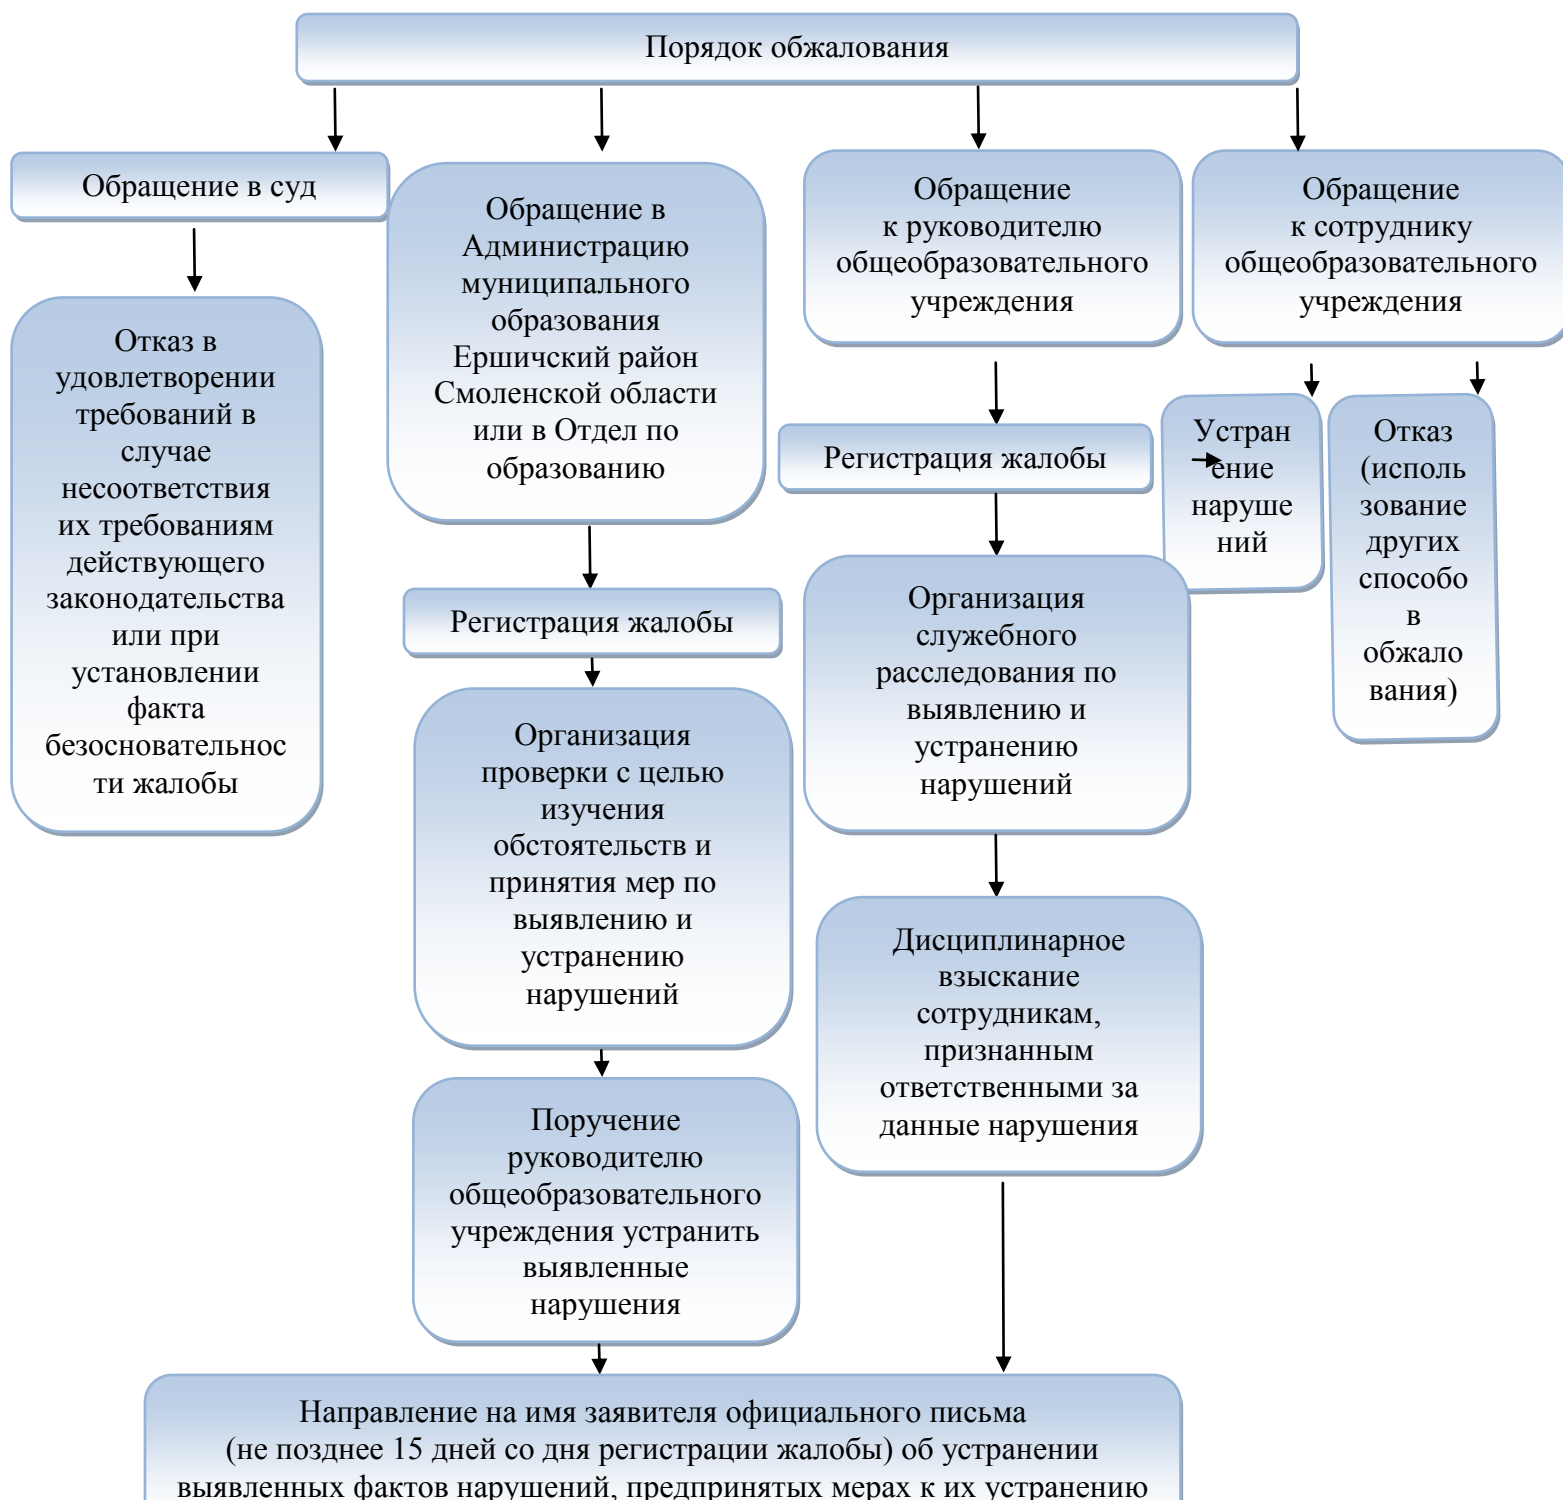 Порядок обжалования
Обращение в суд
Отказ в
удовлетворении
требований в
случае
несоответствия
их требованиям
действующего
законодательства
или при
установлении
факта
безосновательнос
ти жалобы
Обращение в
Администрацию
муниципального
образования
Ершичский район
Смоленской области
или в Отдел по
образованию
Регистрация жалобы
Организация
проверки с целью
изучения
обстоятельств и
принятия мер по
выявлению и
устранению
нарушений
Поручение
руководителю
общеобразовательного
учреждения устранить
выявленные
нарушения
Обращение
к руководителю
общеобразовательного
учреждения
Регистрация жалобы
Организация
служебного
расследования по
выявлению и
устранению
нарушений
Дисциплинарное
взыскание
сотрудникам,
признанным
ответственными за
данные нарушения
Обращение
к сотруднику
общеобразовательного
учреждения
Устран
ение
наруше
ний
Отказ
(исполь
зование
других
способо
в
обжало
вания)
Направление на имя заявителя официального письма
(не позднее 15 дней со дня регистрации жалобы) об устранении
выявленных фактов нарушений, предпринятых мерах к их устранению